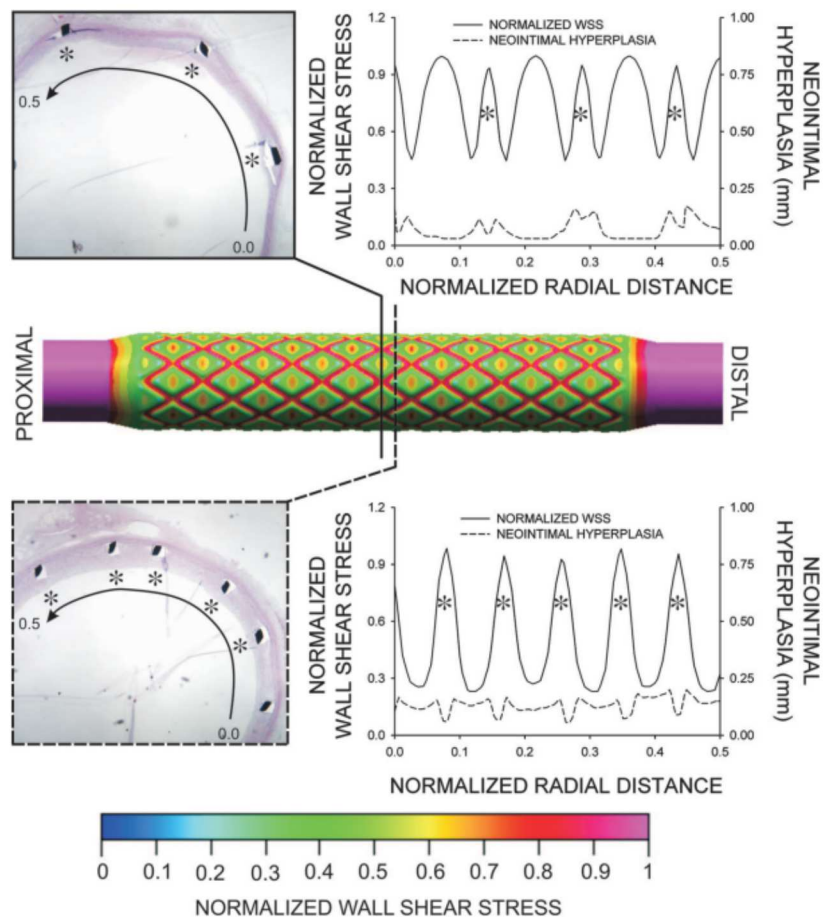 0.5
*
*
*
0.0
NORMALIZED
WALL SHEAR STRESS
1.2
0.9
0.6
0.3
0.0
NORMALIZED WSS
NEOINTIMAL HYPERPLASIA
* * *
1.00
0.75
0.50
0.25
0.00
NEOINTIMAL
HYPERPLASIA (mm)
0.0 0.1 0.2 0.3 0.4 0.5
NORMALIZED RADIAL DISTANCE
PROXIMAL
DISTAL
0.5
*
*
*
*
*
0.0
NORMALIZED
WALL SHEAR STRESS
1.2
0.9
0.6
0.3
0.0
NORMALIZED WSS
NEOINTIMAL HYPERPLASIA
* * * * *
1.00
0.75
0.50
0.25
0.00
NEOINTIMAL
HYPERPLASIA (mm)
0.0 0.1 0.2 0.3 0.4 0.5
NORMALIZED RADIAL DISTANCE
0 0.1 0.2 0.3 0.4 0.5 0.6 0.7 0.8 0.9 1
NORMALIZED WALL SHEAR STRESS